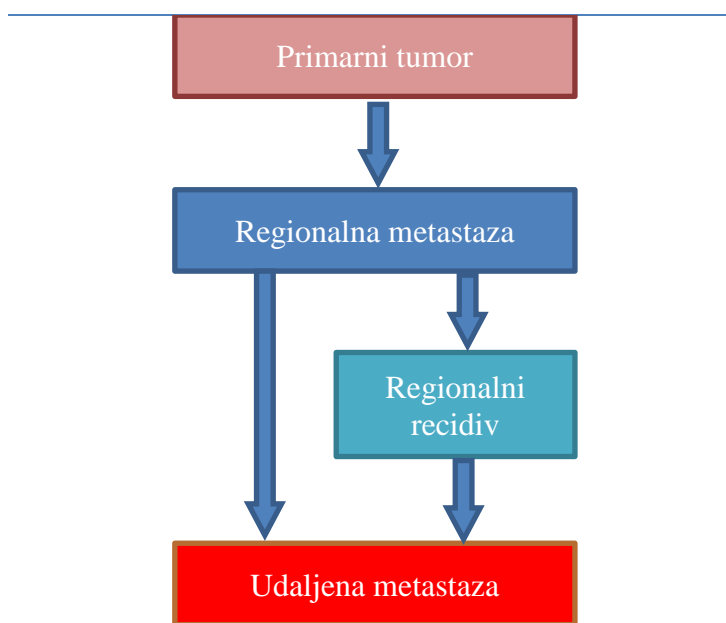 Primarni tumor
Regionalna metastaza
Regionalni
recidiv
Udaljena metastaza